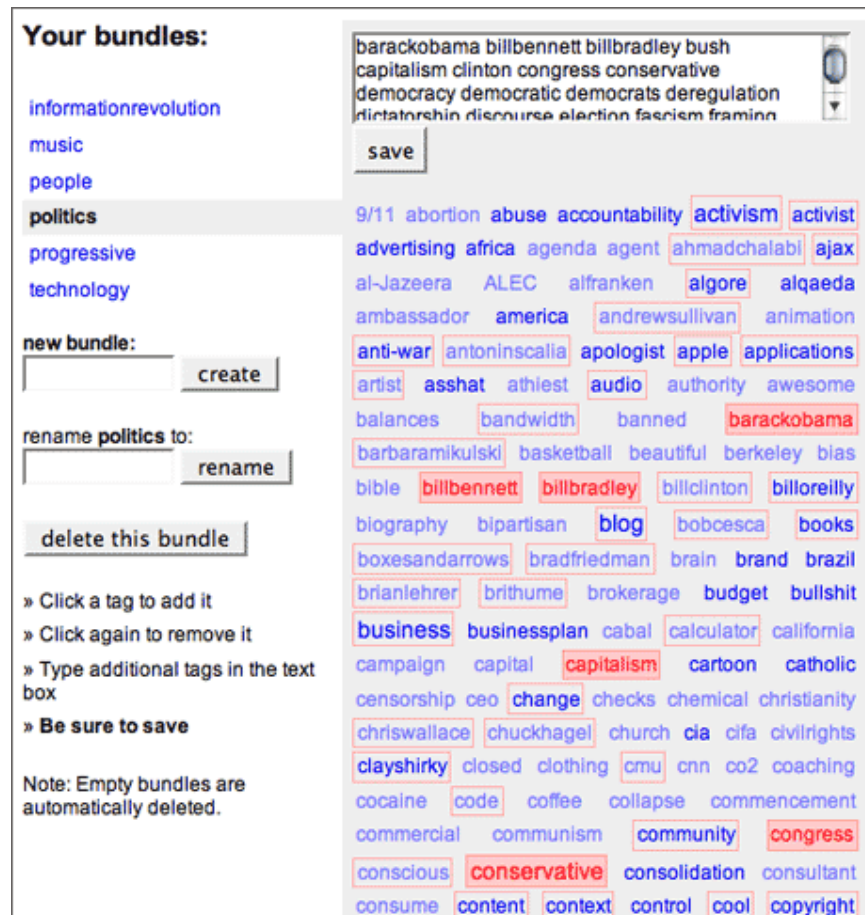 Your bundles:
informationrevolution
music
people
politics
progressive
technology
new bundle:
create
rename politics to:
rename
delete this bundle
» Click a tag to add it
» Click again to remove it
» Type additional tags in the text
box
» Be sure to save
Note: Empty bundles are
automatically deleted.
barackobama billbennett billbradley bush
capitalism clinton congress conservative
democracy democratic democrats deregulation
dictatorship discourse election fascism framing
save
9/11 abortion abuse accountability activism activist
advertising africa agenda agent ahmadchalabi ajax
al-Jazeera ALEC alfranken algore alqaeda
ambassador america andrewsullivan animation
anti-war antoninscalia apologist apple applications
artist asshat athiest audio authority awesome
balances bandwidth banned barackobama
barbaramikulski basketball beautiful berkeley bias
bible billbennett billbradley billclinton billoreilly
biography bipartisan blog bobcesca books
boxesandarrows bradfriedman brain brand brazil
brianlehrer brithume brokerage budget bullshit
business businessplan cabal calculator california
campaign capital capitalism cartoon catholic
censorship ceo change checks chemical christianity
chriswallace chuckhagel church cia cifa civilrights
clayshirky closed clothing cmu cnn co2 coaching
cocaine code coffee collapse commencement
commercial communism community congress
conscious conservative consolidation consultant
consume content context control cool copyright